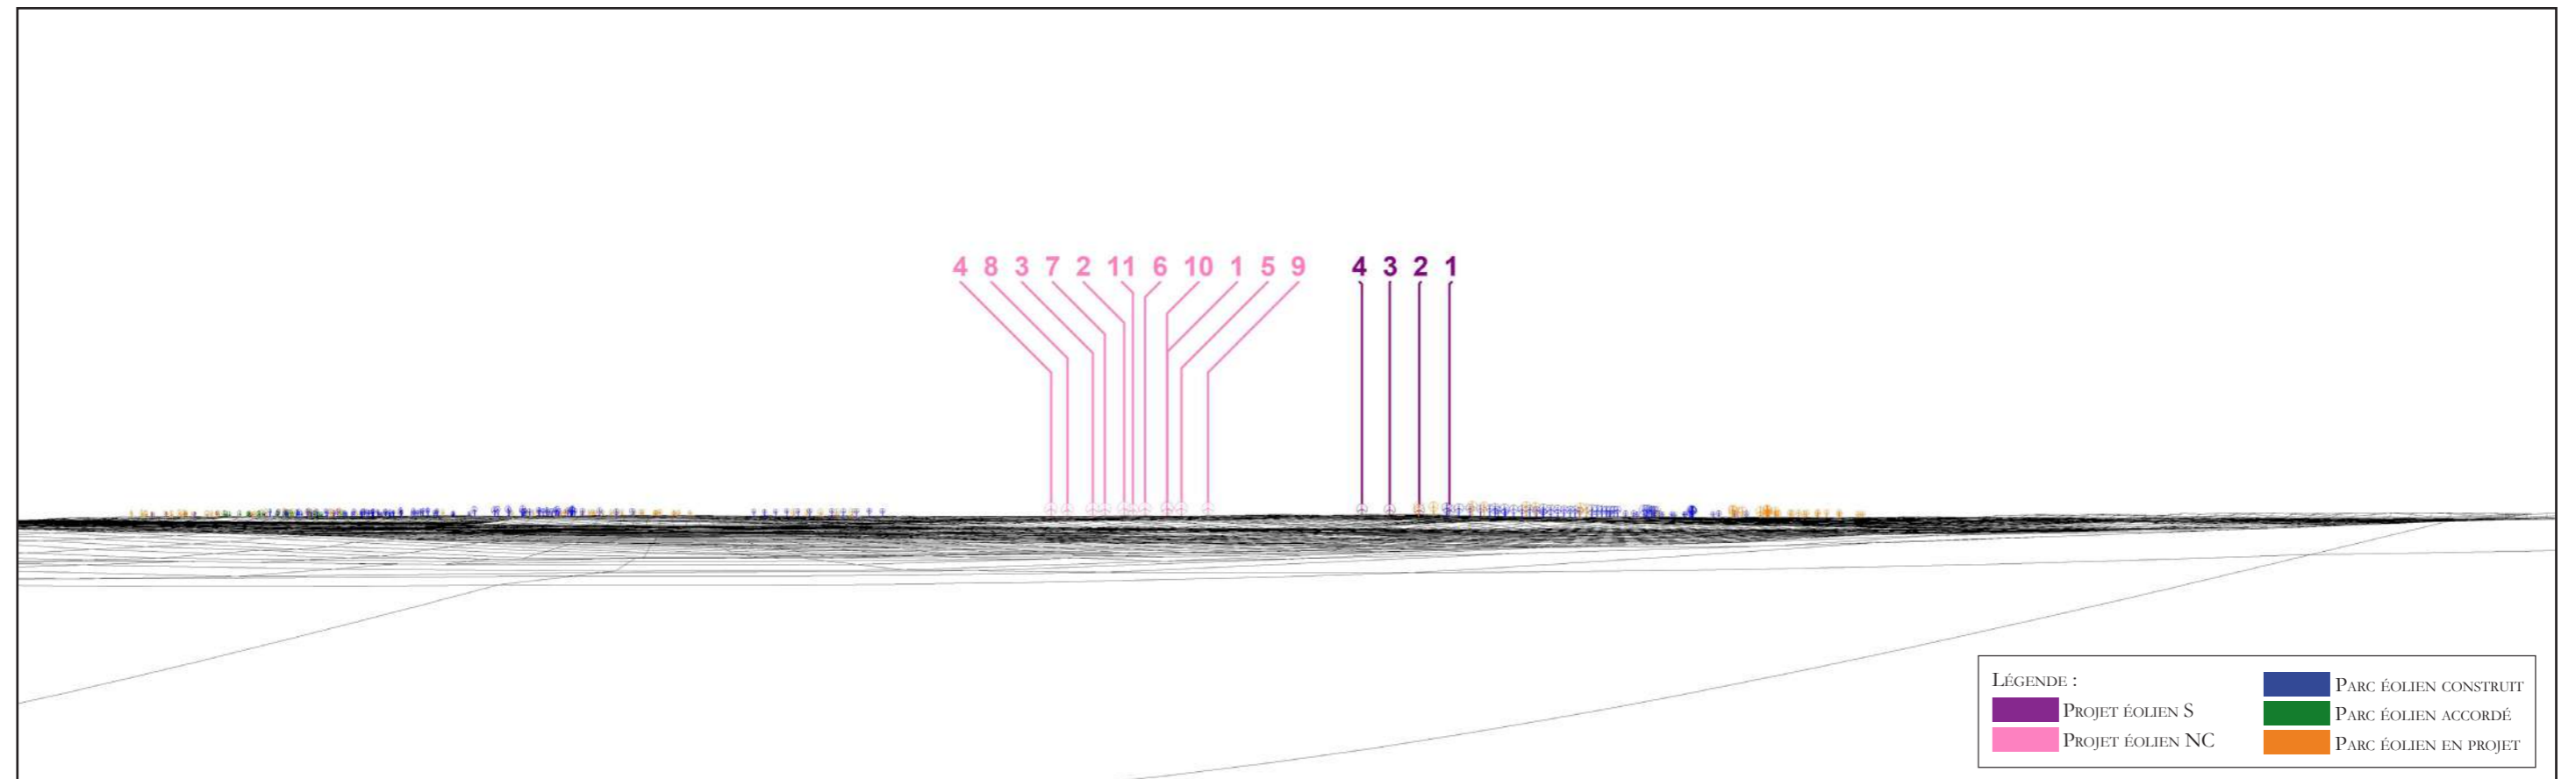 4 8 3 7 2 11 6 10 1 5 9 4 3 2 1
LÉGENDE :
PROJET ÉOLIEN S
PROJET ÉOLIEN NC
PARC ÉOLIEN CONSTRUIT
PARC ÉOLIEN ACCORDÉ
PARC ÉOLIEN EN PROJET